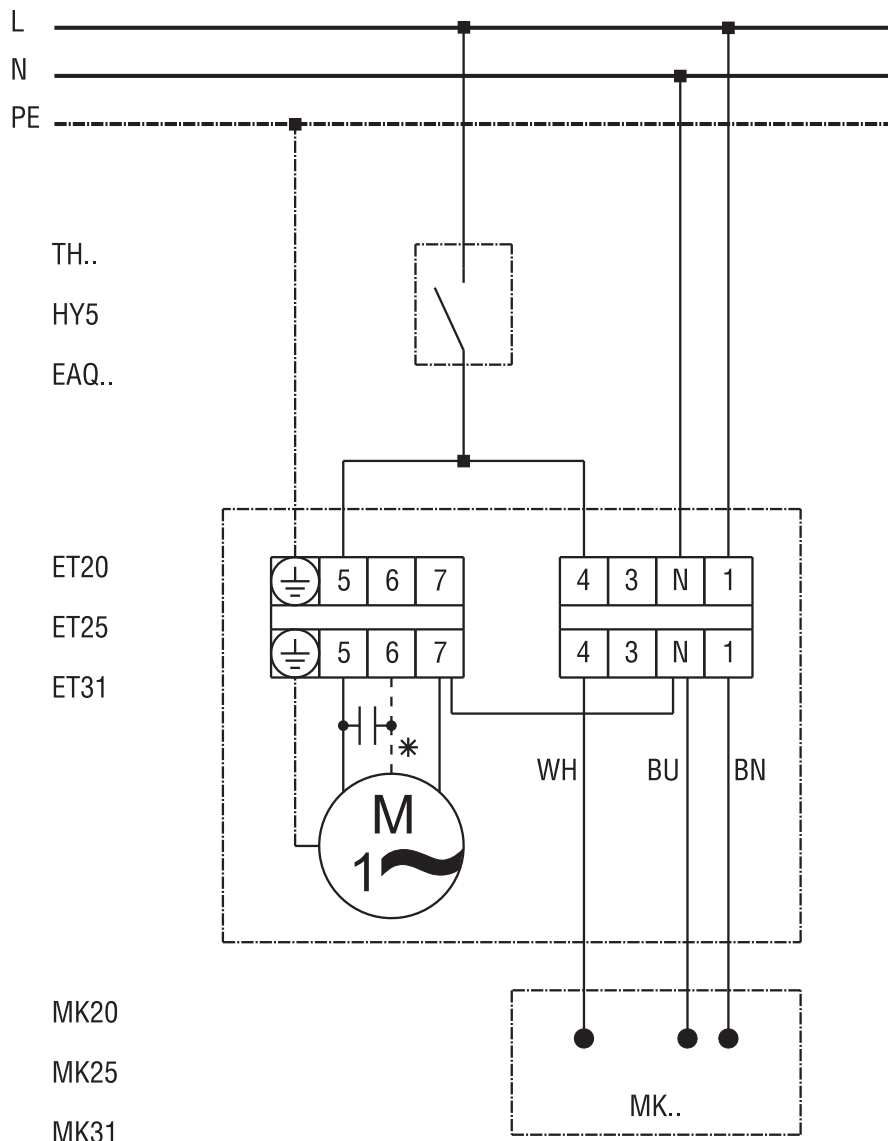 L
N
PE
TH..
HY5
EAQ..
ET20
5 6 7 4 3 N 1
ET25
5 6 7 4 3 N 1
ET31
*
WH BU BN
M
1~
MK20
MK25
MK..
MK31